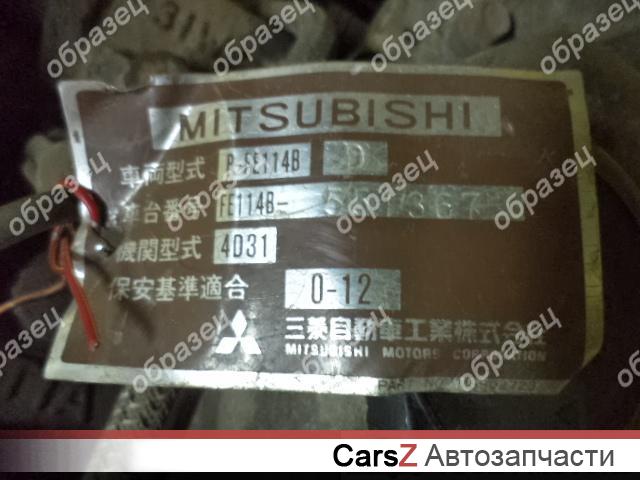 MITSUBISHI
車両型式 P-FE114B D
車台番号 FE114B-
機関型式 4D31
保安基準適合 0-12
三菱自動車工業株式会社
MITSUBISHI MOTORS CORPORATION
образец
CarsZ Автозапчасти